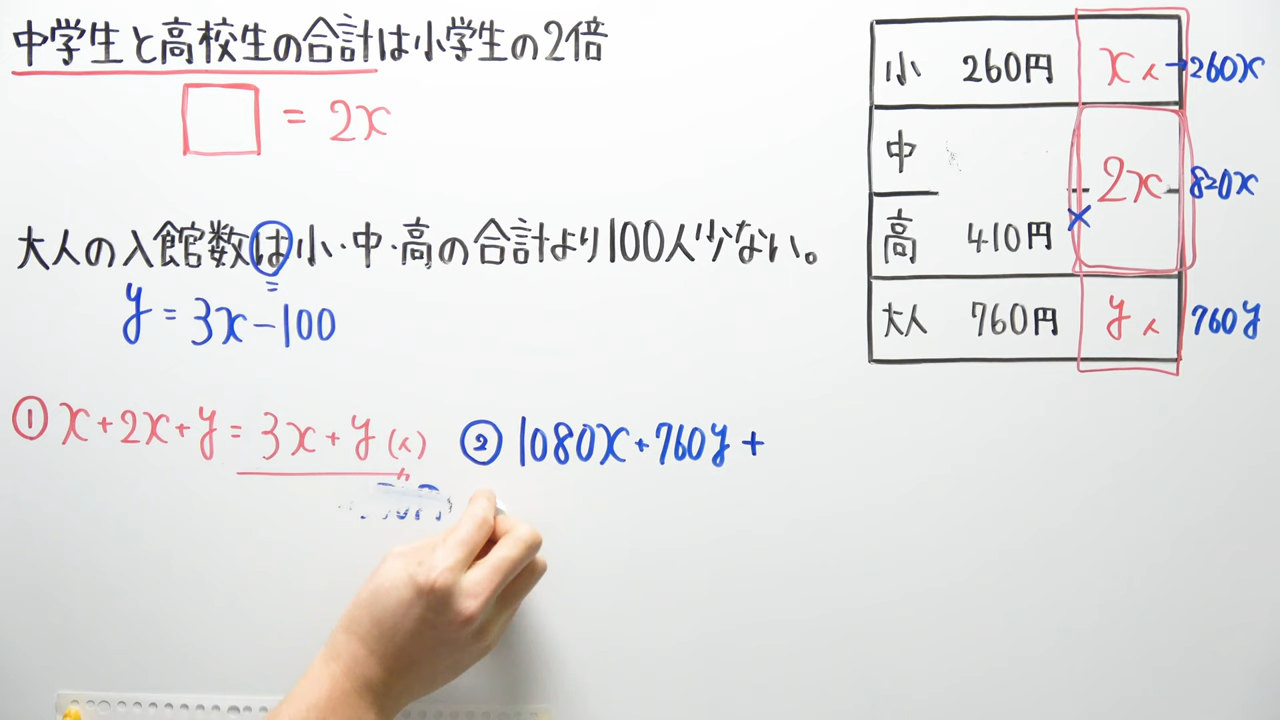 中学生と高校生の合計は小学生の2倍
□ = 2x
大人の入館数は小・中・高の合計より100人少ない。
=
y = 3x - 100
① x + 2x + y = 3x + y (人)
② 1080x + 760y +
小 260円 x人 → 260x
中
2x 820x
高 410円 ×
大人 760円 y人 760y